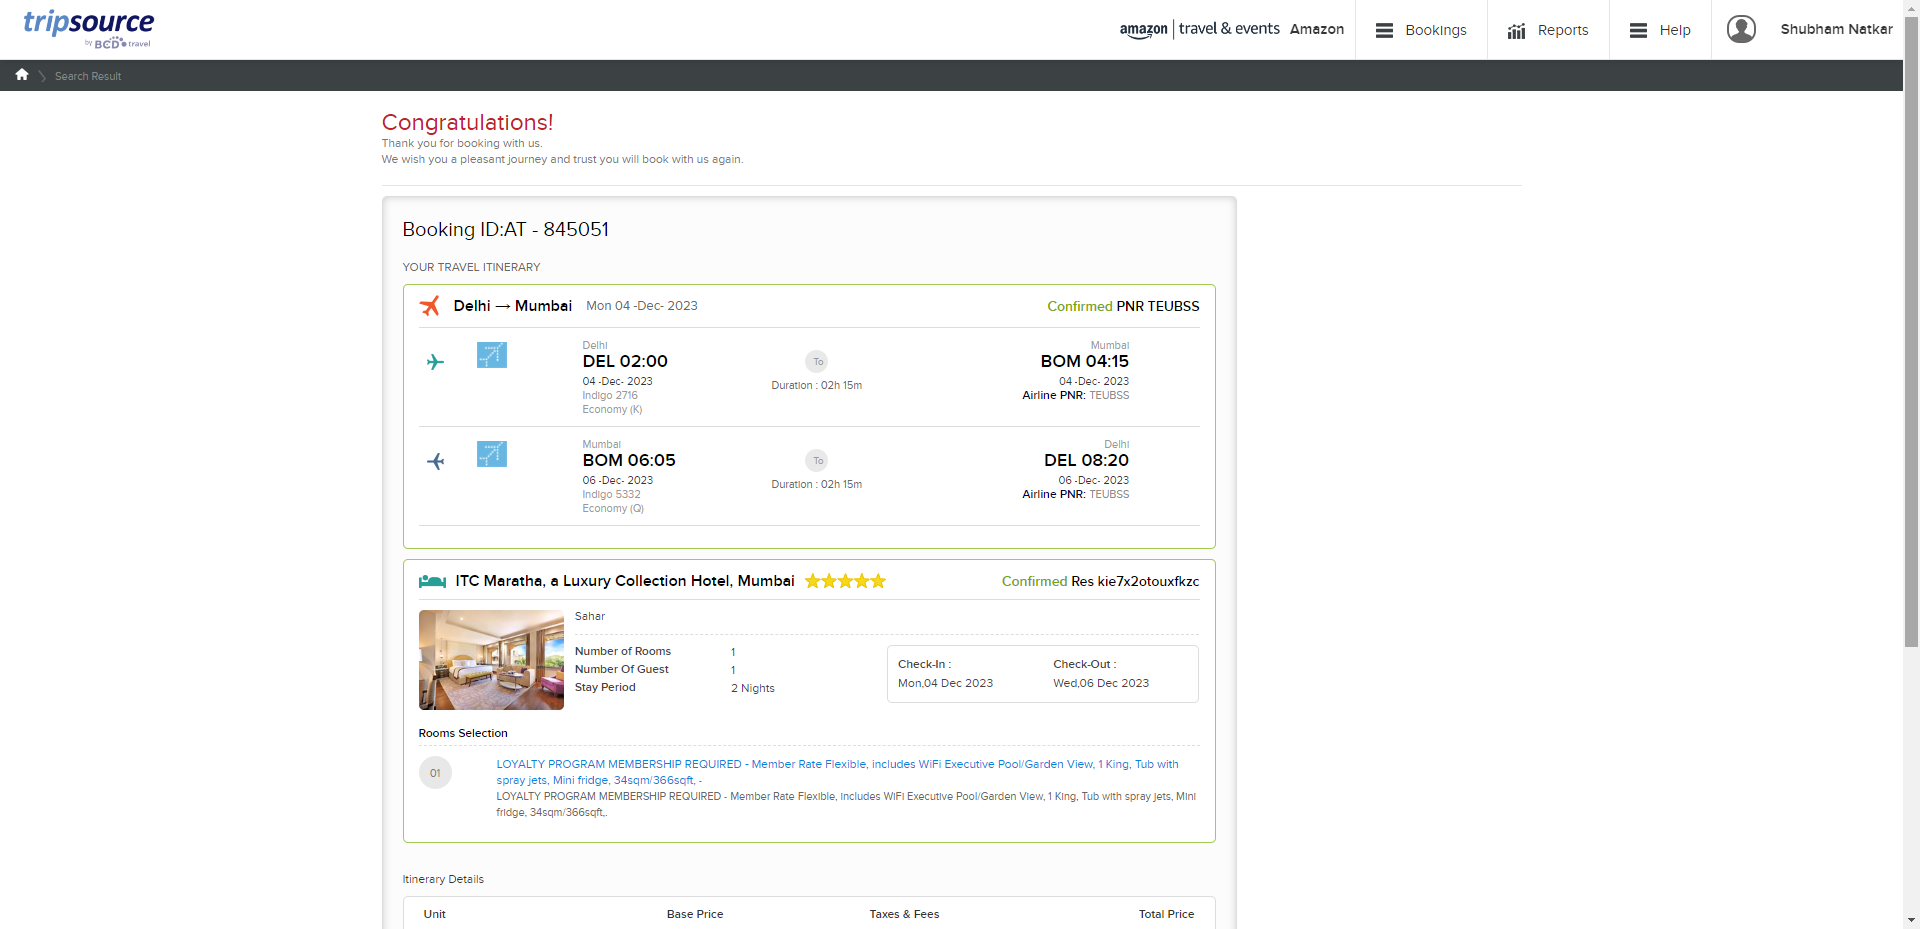 tripsource
by BCD travel
amazon | travel & events Amazon
Bookings
Reports
Help
Shubham Natkar
Search Result
Congratulations!
Thank you for booking with us.
We wish you a pleasant journey and trust you will book with us again.
Booking ID:AT - 845051
YOUR TRAVEL ITINERARY
Delhi → Mumbai Mon 04 -Dec- 2023 Confirmed PNR TEUBSS
Delhi Mumbai
DEL 02:00 To BOM 04:15
04 -Dec- 2023 Duration : 02h 15m 04 -Dec- 2023
Indigo 2716 Airline PNR: TEUBSS
Economy (K)
Mumbai Delhi
BOM 06:05 To DEL 08:20
06 -Dec- 2023 Duration : 02h 15m 06 -Dec- 2023
Indigo 5332 Airline PNR: TEUBSS
Economy (Q)
ITC Maratha, a Luxury Collection Hotel, Mumbai Confirmed Res kie7x2otouxfkzc
Sahar
Number of Rooms 1
Number Of Guest 1
Stay Period 2 Nights
Check-In : Check-Out :
Mon,04 Dec 2023 Wed,06 Dec 2023
Rooms Selection
01
LOYALTY PROGRAM MEMBERSHIP REQUIRED - Member Rate Flexible, includes WiFi Executive Pool/Garden View, 1 King, Tub with
spray jets, Mini fridge, 34sqm/366sqft, -
LOYALTY PROGRAM MEMBERSHIP REQUIRED - Member Rate Flexible, includes WiFi Executive Pool/Garden View, 1 King, Tub with spray jets, Mini
fridge, 34sqm/366sqft,.
Itinerary Details
Unit Base Price Taxes & Fees Total Price